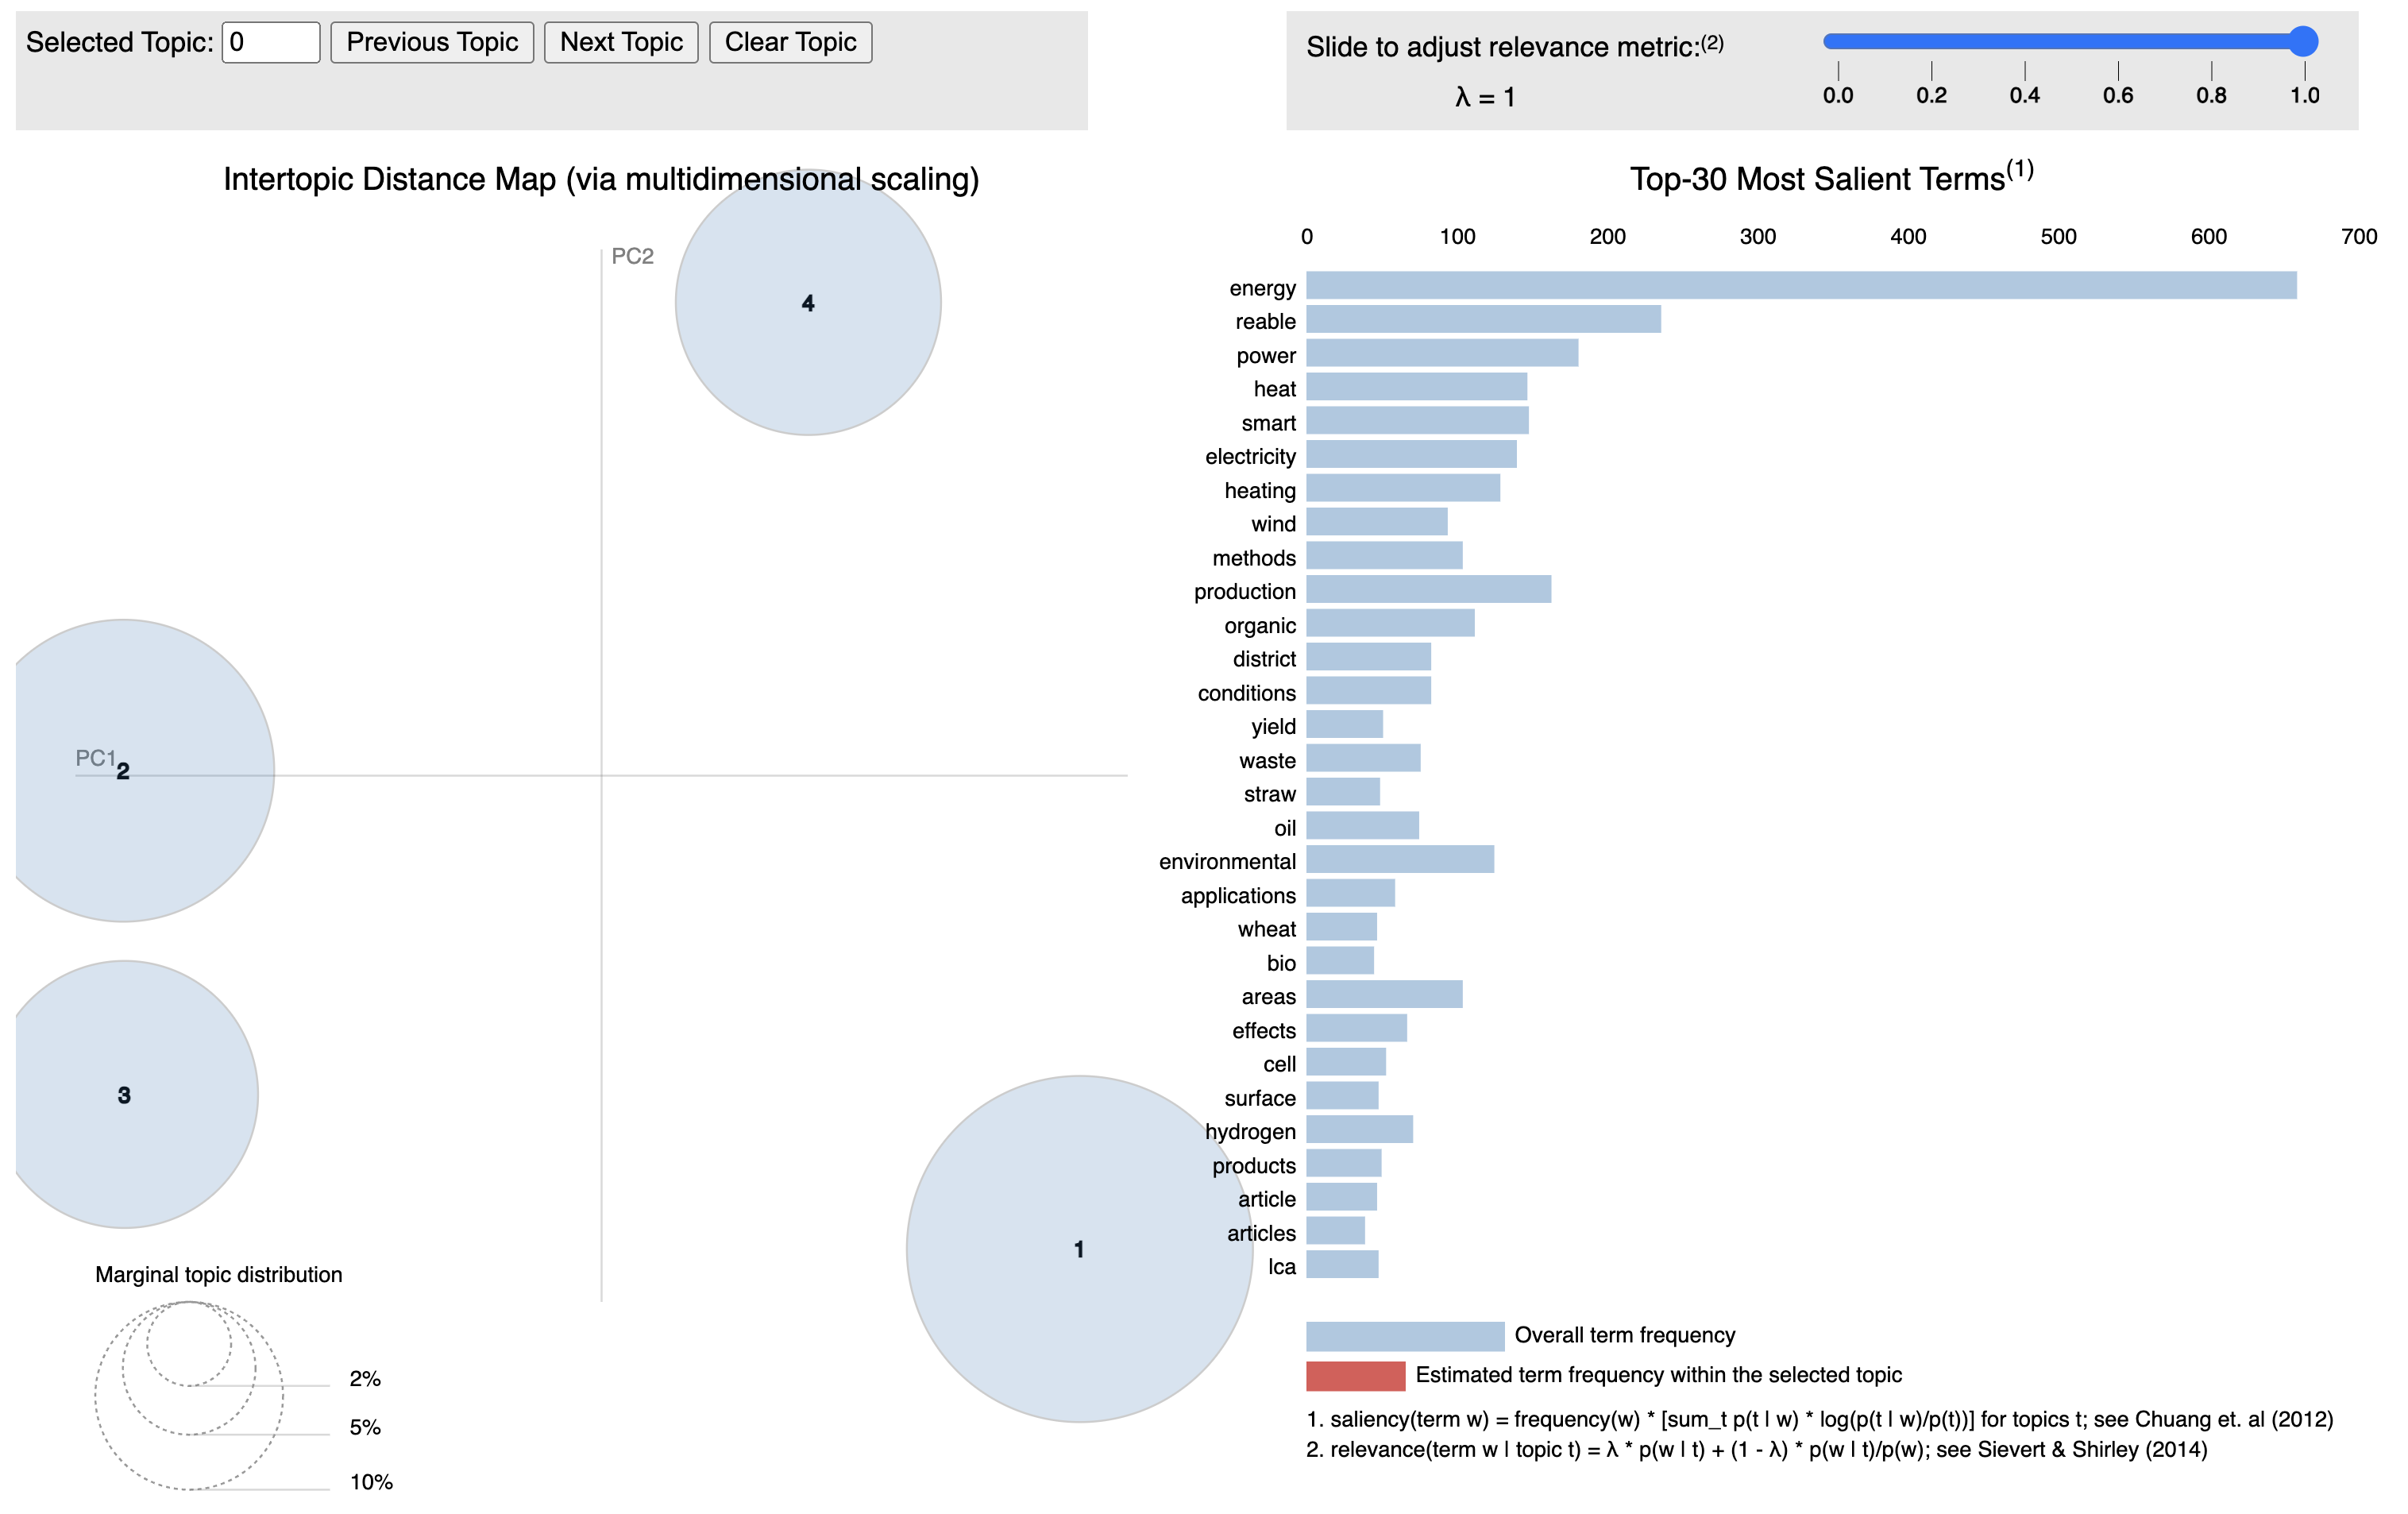 Selected Topic: 0 Previous Topic Next Topic Clear Topic
Slide to adjust relevance metric:(2)
λ = 1
0.0 0.2 0.4 0.6 0.8 1.0
Intertopic Distance Map (via multidimensional scaling)
PC2
4
PC1
2
3
1
Marginal topic distribution
2%
5%
10%
Top-30 Most Salient Terms(1)
0 100 200 300 400 500 600 700
energy
reable
power
heat
smart
electricity
heating
wind
methods
production
organic
district
conditions
yield
waste
straw
oil
environmental
applications
wheat
bio
areas
effects
cell
surface
hydrogen
products
article
articles
lca
Overall term frequency
Estimated term frequency within the selected topic
1. saliency(term w) = frequency(w) * [sum_t p(t | w) * log(p(t | w)/p(t))] for topics t; see Chuang et. al (2012)
2. relevance(term w | topic t) = λ * p(w | t) + (1 - λ) * p(w | t)/p(w); see Sievert & Shirley (2014)